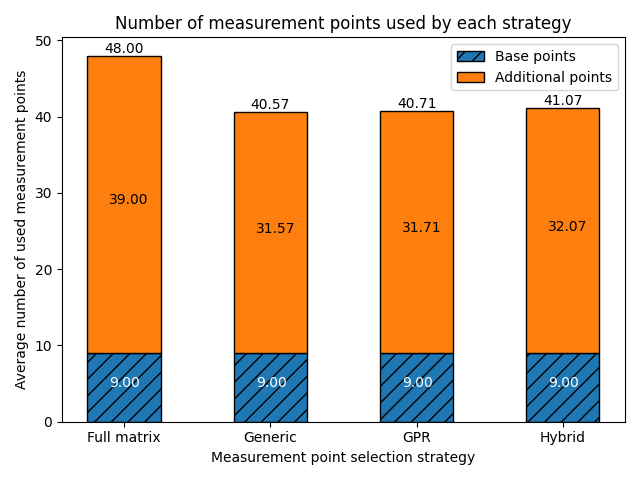 Number of measurement points used by each strategy
Average number of used measurement points
50
40
30
20
10
0
Base points
Additional points
48.00
40.57
40.71
41.07
39.00
31.57
31.71
32.07
9.00
9.00
9.00
9.00
Full matrix
Generic
GPR
Hybrid
Measurement point selection strategy